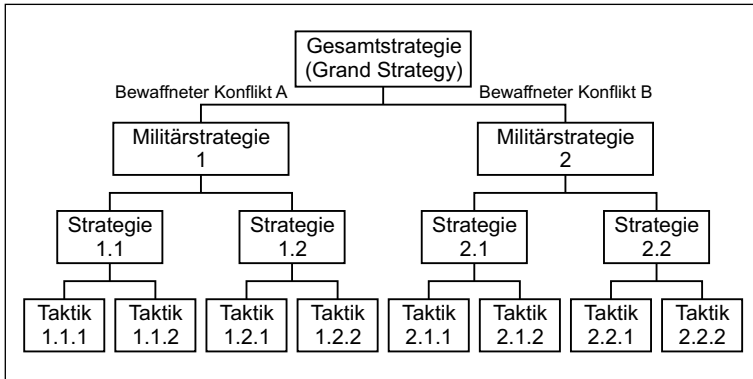 Gesamtstrategie
(Grand Strategy)
Bewaffneter Konflikt A
Bewaffneter Konflikt B
Militärstrategie
1
Militärstrategie
2
Strategie
1.1
Strategie
1.2
Strategie
2.1
Strategie
2.2
Taktik
1.1.1
Taktik
1.1.2
Taktik
1.2.1
Taktik
1.2.2
Taktik
2.1.1
Taktik
2.1.2
Taktik
2.2.1
Taktik
2.2.2